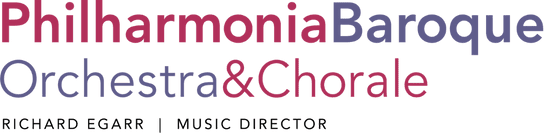 PhilharmoniaBaroque
Orchestra&Chorale
RICHARD EGARR | MUSIC DIRECTOR